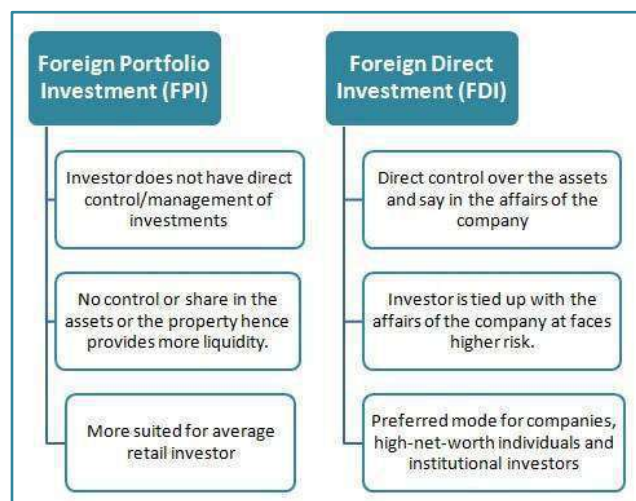 Foreign Portfolio
Investment (FPI)
Investor does not have direct
control/management of
investments
No control or share in the
assets or the property hence
provides more liquidity.
More suited for average
retail investor
Foreign Direct
Investment (FDI)
Direct control over the assets
and say in the affairs of the
company
Investor is tied up with the
affairs of the company at faces
higher risk.
Preferred mode for companies,
high-net-worth individuals and
institutional investors